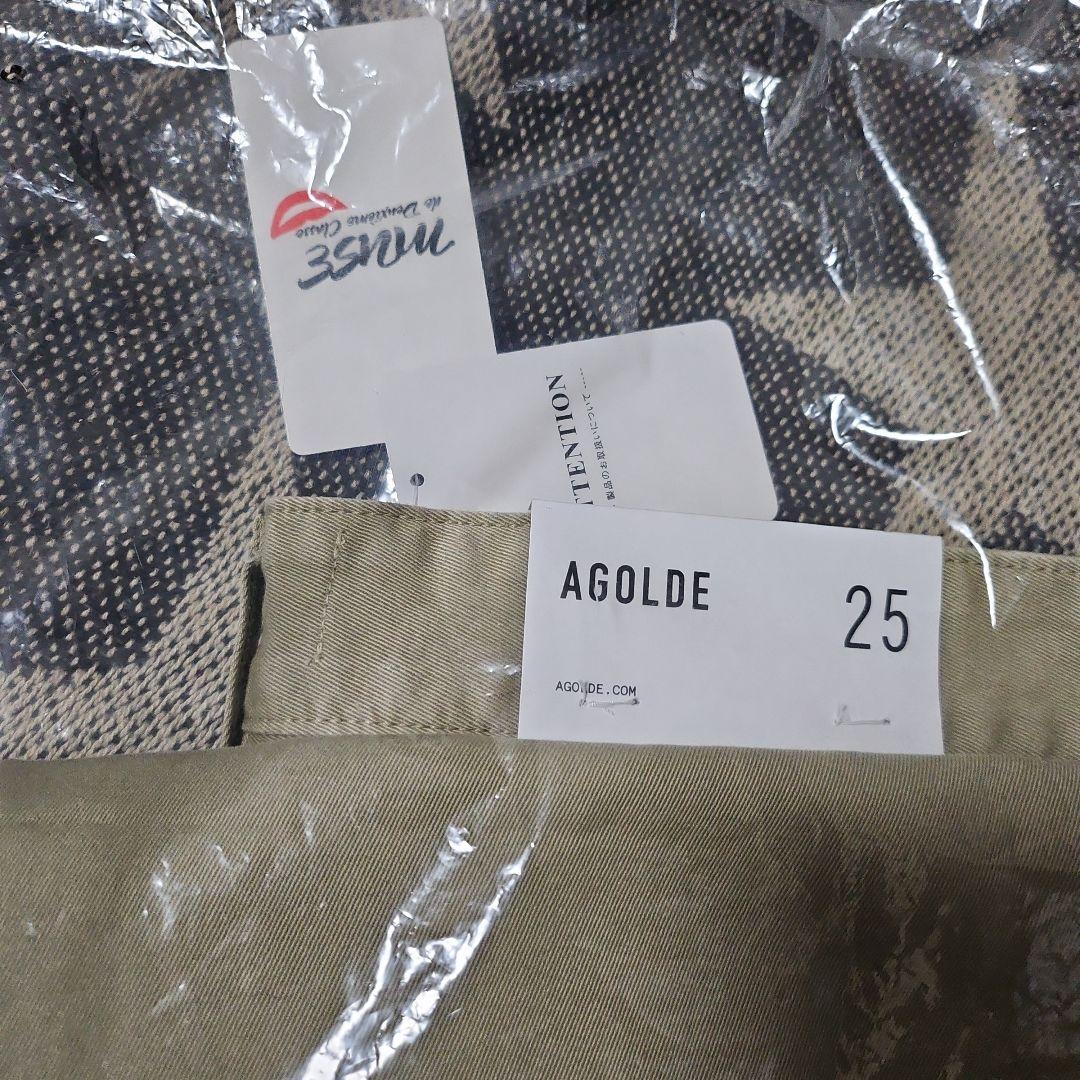 MUSE
de Deuxième Classe
ATTENTION
製品のお取扱いについて……
AGOLDE
25
AGOLDE.COM